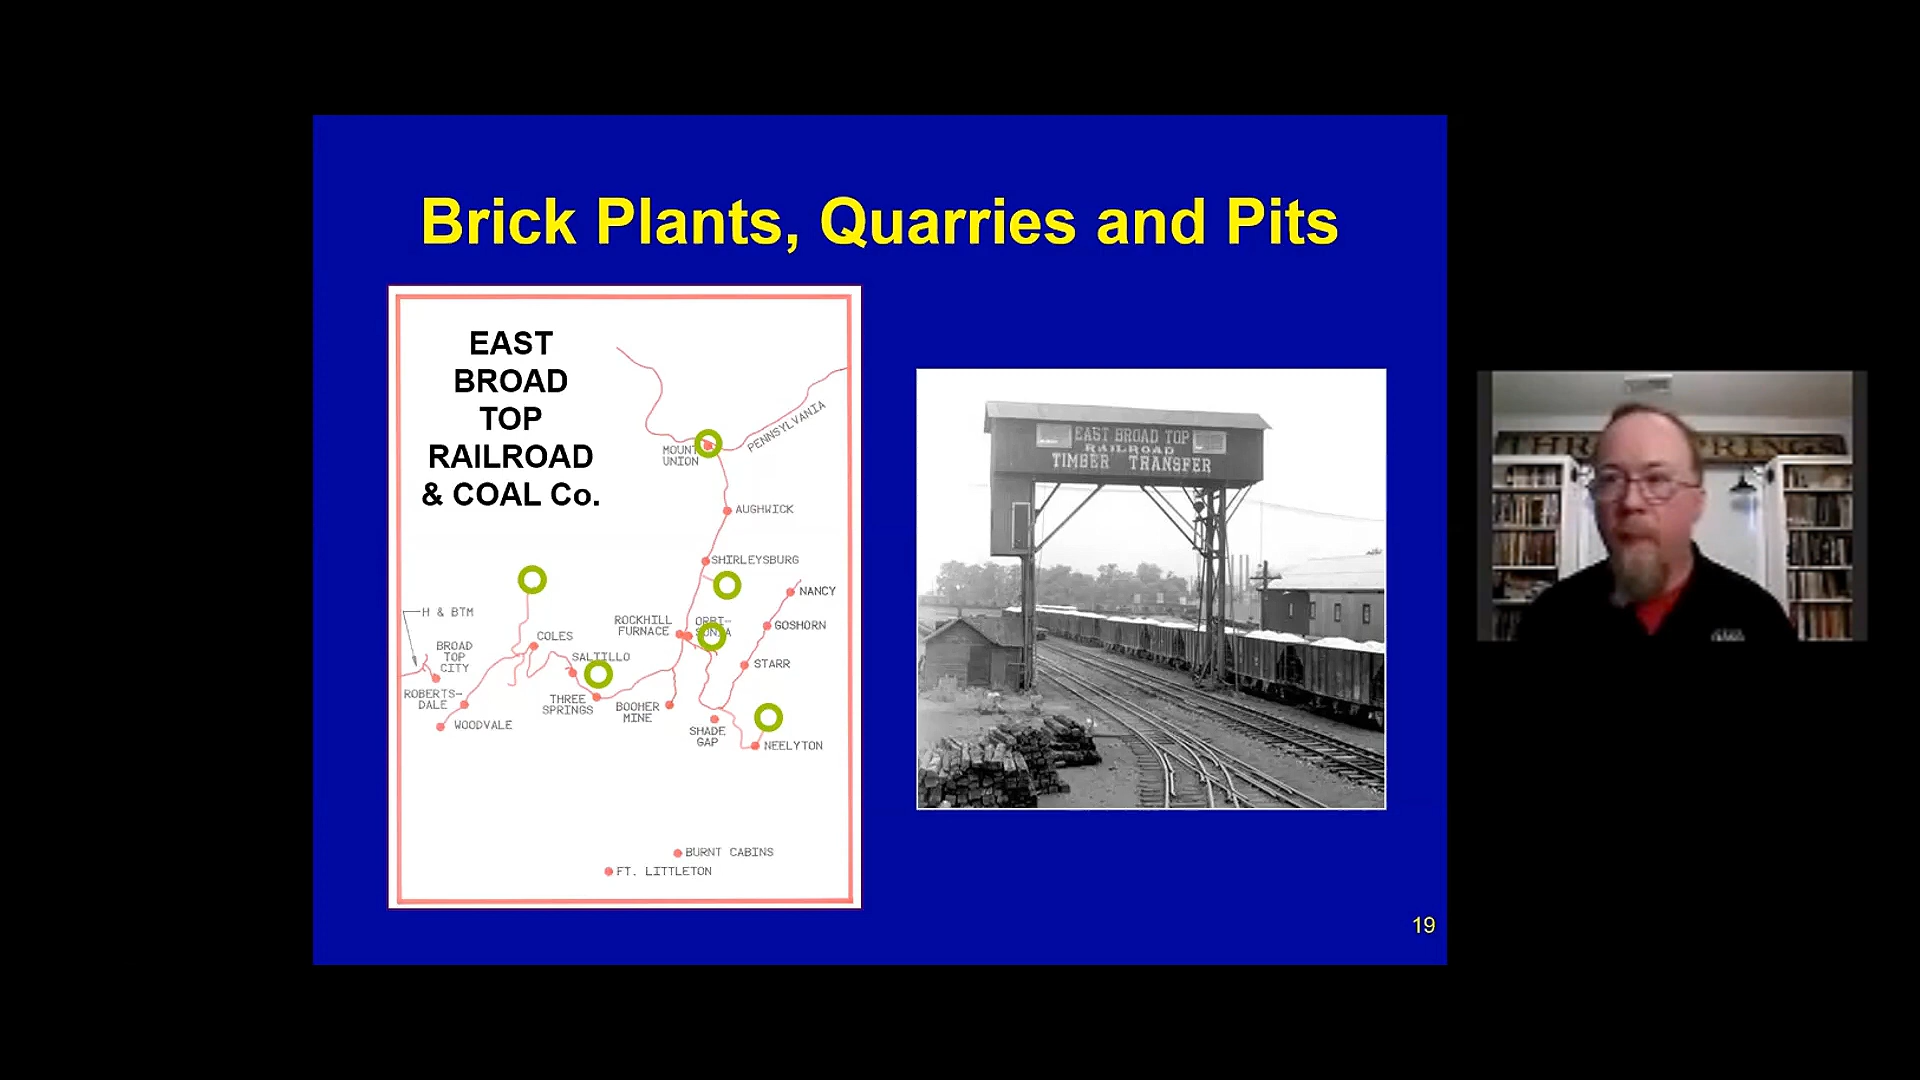 Brick Plants, Quarries and Pits
EAST
BROAD
TOP
RAILROAD
& COAL Co.
PENNSYLVANIA
MOUNT
UNION
AUGHWICK
SHIRLEYSBURG
NANCY
H & BTM
ROCKHILL
FURNACE
GOSHORN
COLES
BROAD
TOP
CITY
SALTILLO
STARR
ROBERTS-
DALE
THREE
SPRINGS
BOOHER
MINE
WOODVALE
SHADE
GAP
NEELYTON
BURNT CABINS
FT. LITTLETON
EAST BROAD TOP
RAILROAD
TIMBER TRANSFER
THREE SPRINGS
19